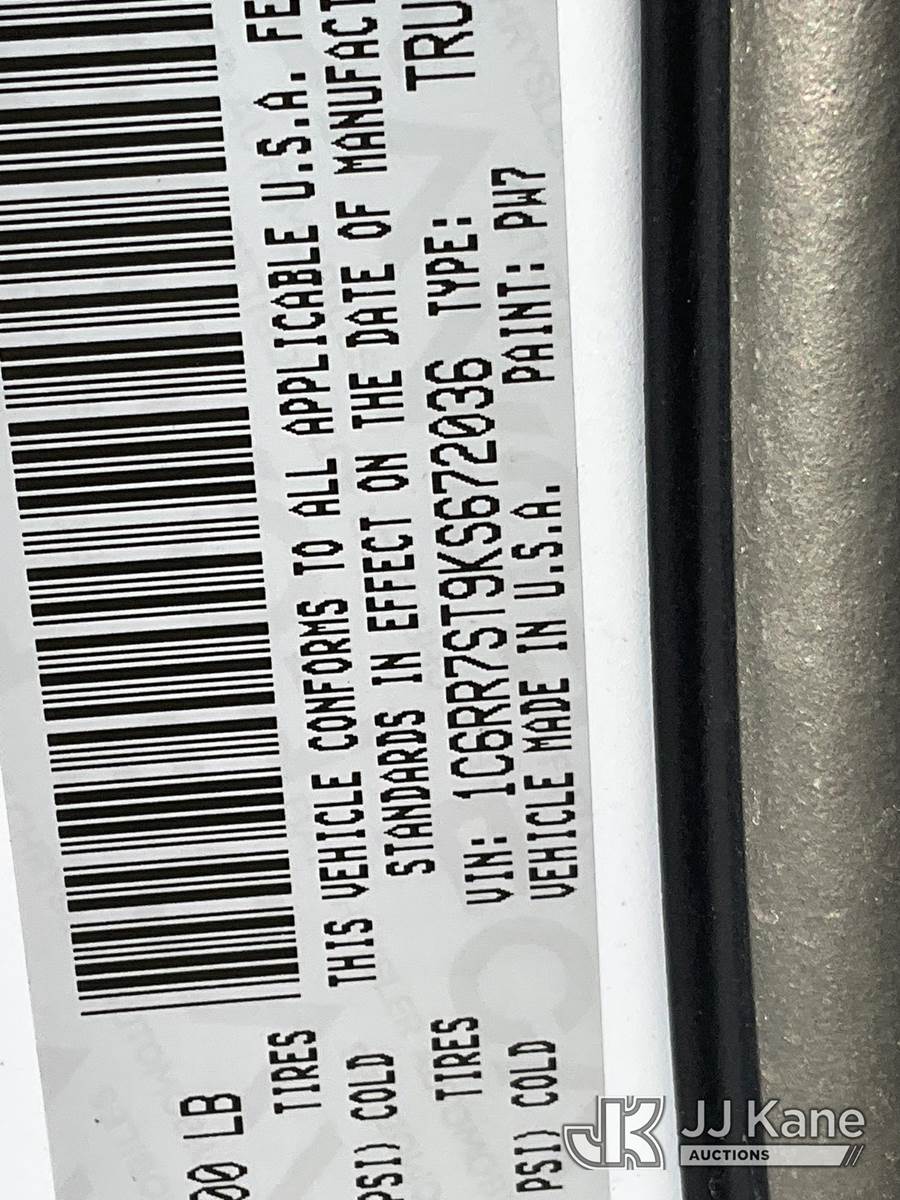 00 LB
TIRES
PSI) COLD
TIRES
PSI) COLD
THIS VEHICLE CONFORMS TO ALL APPLICABLE U.S.A. FE
STANDARDS IN EFFECT ON THE DATE OF MANUFACT
VIN: 1C6RR7ST9KS672036 TYPE: TRU
VEHICLE MADE IN U.S.A. PAINT: PW7
JK JJ Kane
AUCTIONS